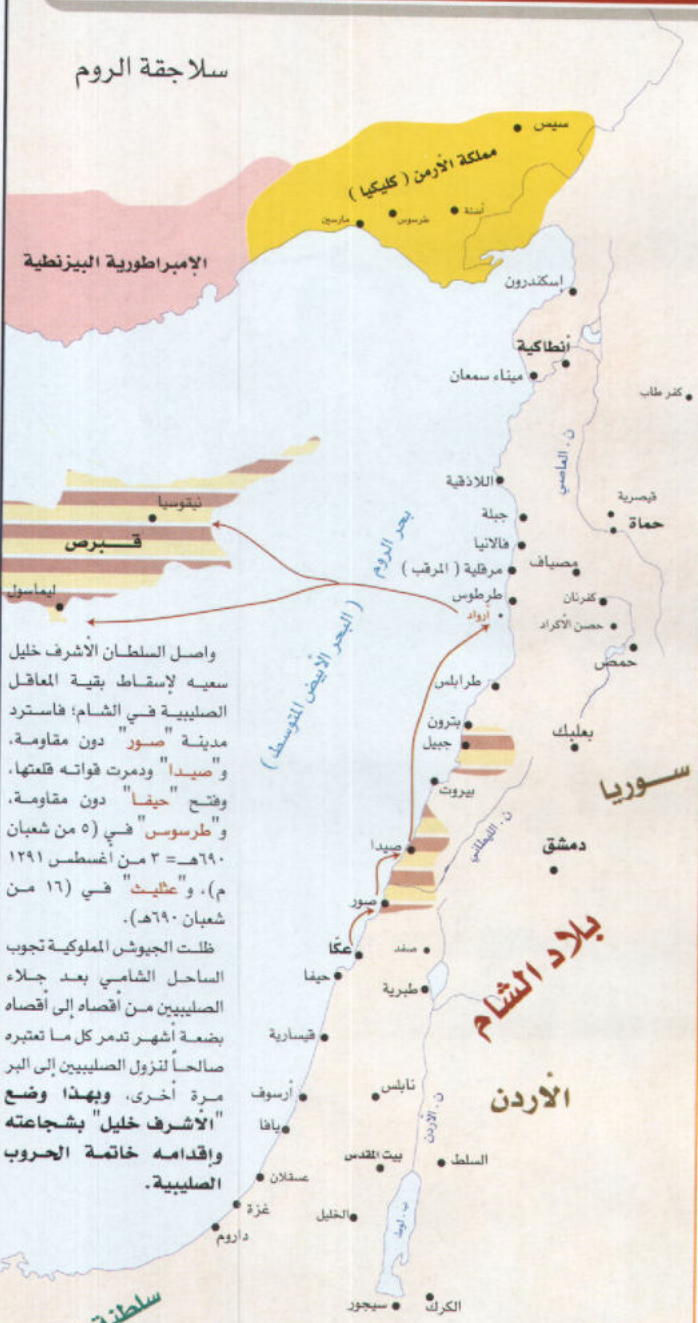 سلاجقة الروم
سيس
مملكة الأرمن ( كليكيا )
أضنة
طرسوس
مارسين
الإمبراطورية البيزنطية
إسكندرون
أنطاكية
ميناء سمعان
كفر طاب
ن. العاصي
اللاذقية
قيصرية
نيقوسيا
جبلة
حماة
بحر الروم
قــبرص
فالانيا
مرقلية ( المرقب )
مصياف
ليماسول
طرطوس
كفرنان
أرواد
حصن الأكراد
( البحر الأبيض المتوسط )
حمص
واصل السلطان الأشرف خليل
سعيه لإسقاط بقية المعاقل
الصليبية في الشام؛ فاسترد
مدينة "صور" دون مقاومة،
و"صيدا" ودمرت قواته قلعتها،
وفتح "حيفا" دون مقاومة،
و"طرسوس" في (٥ من شعبان
٦٩٠هـ = ٣ من أغسطس ١٢٩١
م)، و"عثليث" في (١٦ من
شعبان ٦٩٠هـ).
ظلت الجيوش المملوكية تجوب
الساحل الشامي بعد جلاء
الصليبيين من أقصاه إلى أقصاه
بضعة أشهر تدمر كل ما تعتبره
صالحاً لنزول الصليبيين إلى البر
مرة أخرى، وبهذا وضع
"الأشرف خليل" بشجاعته
وإقدامه خاتمة الحروب
الصليبية.
طرابلس
بترون
جبيل
بعلبك
بيروت
سـوريا
ن. الليطاني
صيدا
دمشق
صور
بلاد الشام
عكا
صفد
حيفا
طبرية
قيسارية
الأردن
أرسوف
نابلس
يافا
ن. الأردن
بيت المقدس
السلط
عسقلان
غزة
الخليل
داروم
ب. لوط
الكرك
سيجور
سلطنة